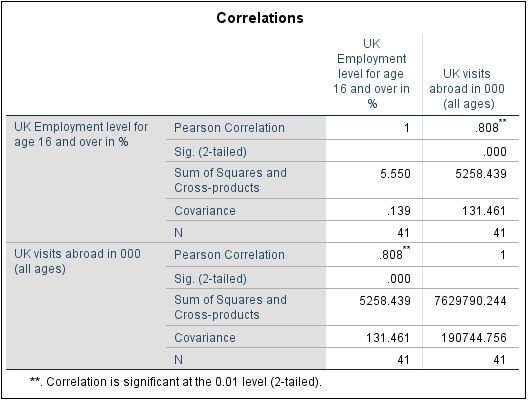 Correlations
UK
Employment
level for age
16 and over in
%
UK visits
abroad in 000
(all ages)
UK Employment level for
age 16 and over in %
Pearson Correlation 1 .808**
Sig. (2-tailed) .000
Sum of Squares and
Cross-products
5.550 5258.439
Covariance .139 131.461
N 41 41
UK visits abroad in 000
(all ages)
Pearson Correlation .808** 1
Sig. (2-tailed) .000
Sum of Squares and
Cross-products
5258.439 7629790.244
Covariance 131.461 190744.756
N 41 41
**. Correlation is significant at the 0.01 level (2-tailed).